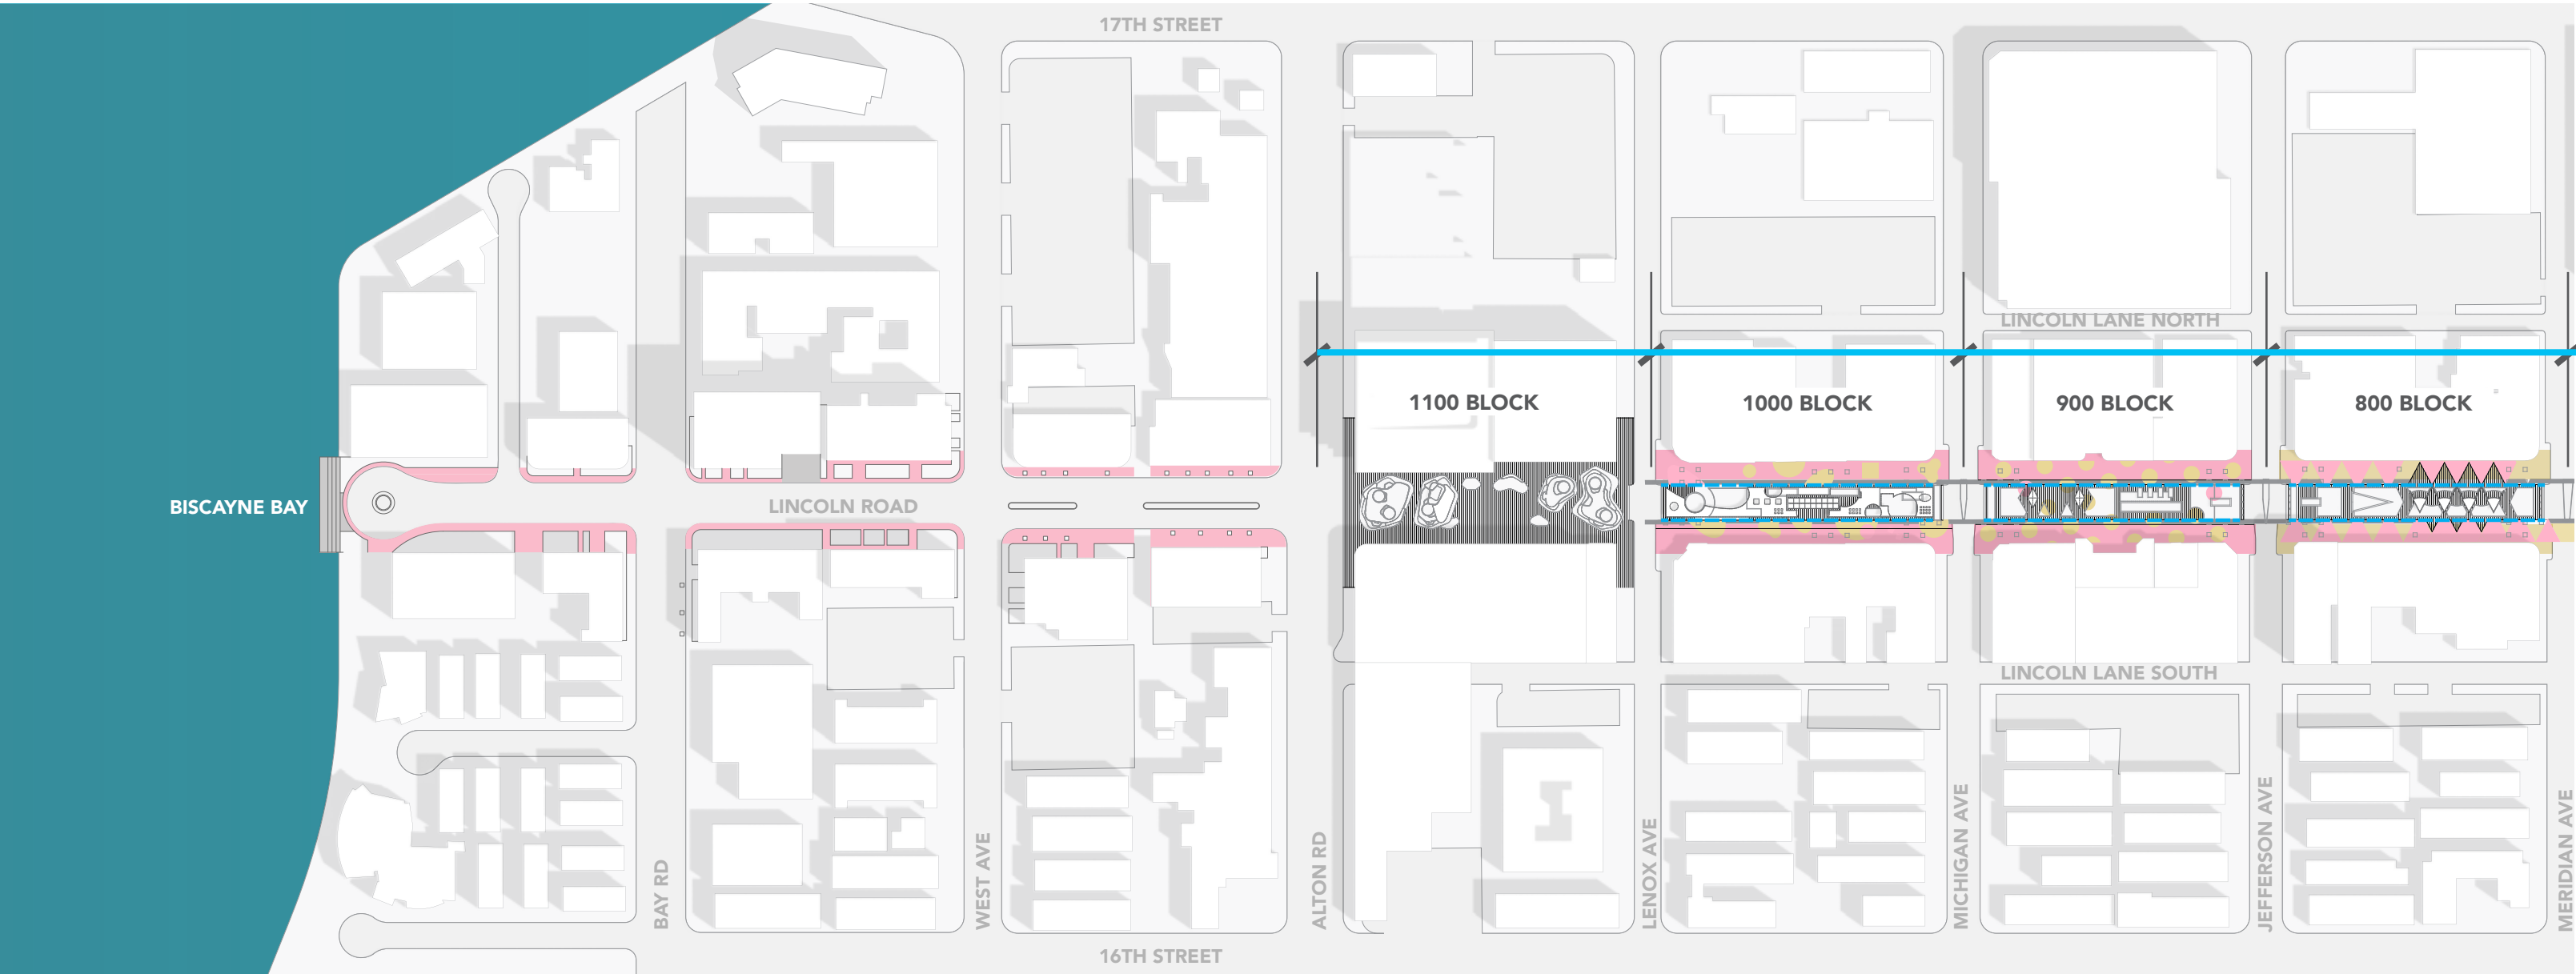 17TH STREET
LINCOLN LANE NORTH
1100 BLOCK
1000 BLOCK
900 BLOCK
800 BLOCK
BISCAYNE BAY
LINCOLN ROAD
LINCOLN LANE SOUTH
BAY RD
WEST AVE
ALTON RD
LENOX AVE
MICHIGAN AVE
JEFFERSON AVE
MERIDIAN AVE
16TH STREET